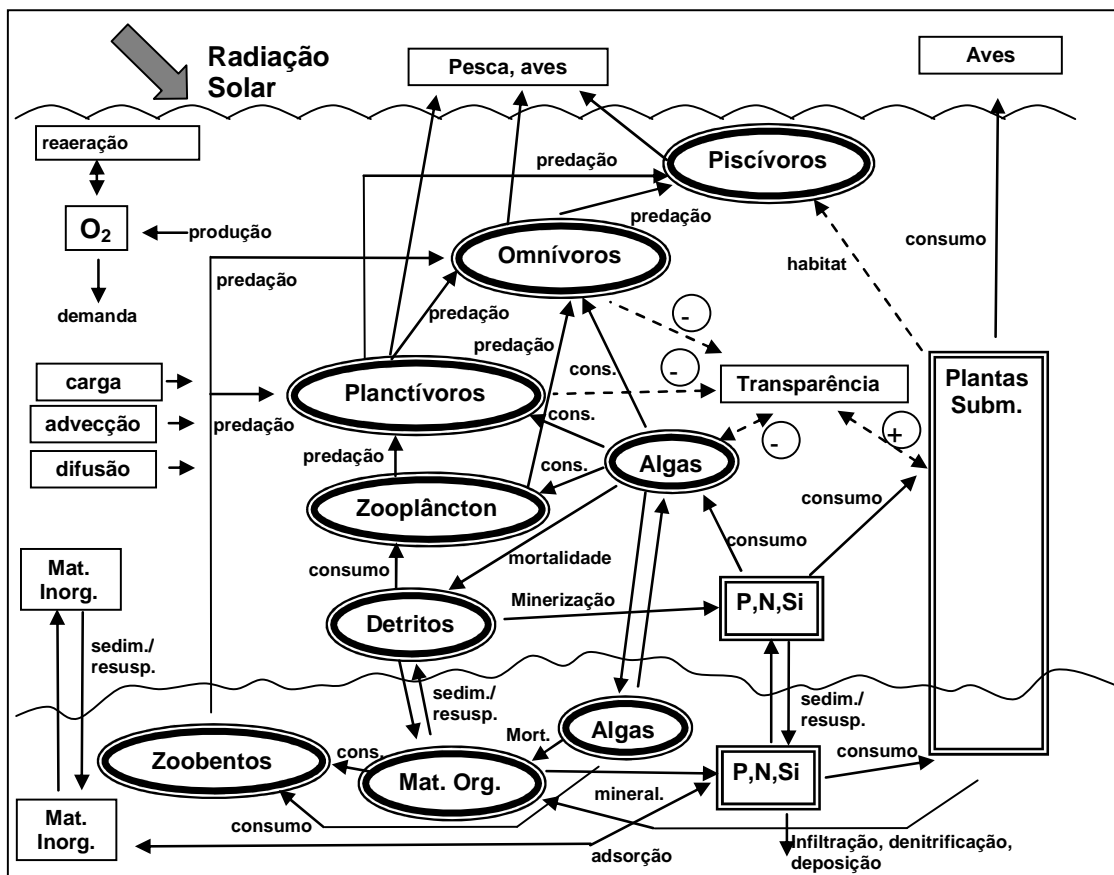 Radiação
Solar
Pesca, aves
Aves
reaeração
predação
Piscívoros
O2
produção
predação
consumo
Omnívoros
habitat
predação
demanda
predação
predação
cons.
-
-
carga
Planctívoros
Transparência
Plantas
Subm.
advecção
predação
cons.
-
+
difusão
predação
cons.
Algas
Zooplâncton
consumo
consumo
mortalidade
Mat.
Inorg.
consumo
Minerização
P,N,Si
Detritos
sedim./
resusp.
sedim./
resusp.
sedim./
resusp.
Mort.
Algas
Zoobentos
cons.
consumo
Mat. Org.
P,N,Si
mineral.
Mat.
Inorg.
consumo
adsorção
Infiltração, denitrificação,
deposição